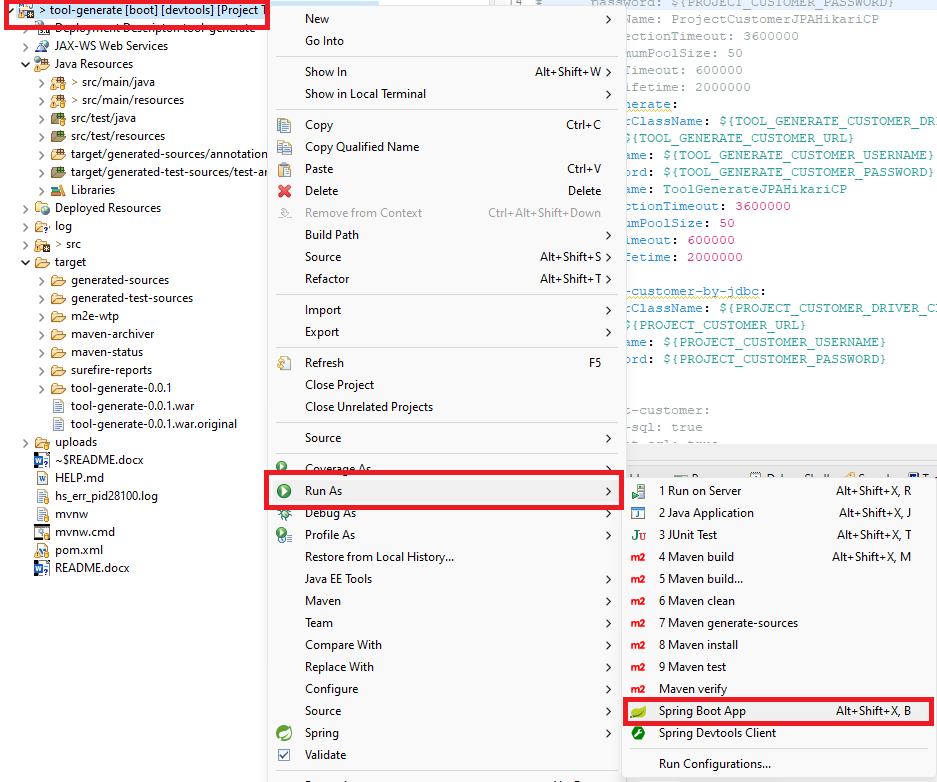 > tool-generate [boot] [devtools] [Project T
Deployment Descriptor: tool-generate
JAX-WS Web Services
Java Resources
> src/main/java
> src/main/resources
src/test/java
src/test/resources
target/generated-sources/annotation
target/generated-test-sources/test-an
Libraries
Deployed Resources
log
> src
target
generated-sources
generated-test-sources
m2e-wtp
maven-archiver
maven-status
surefire-reports
tool-generate-0.0.1
tool-generate-0.0.1.war
tool-generate-0.0.1.war.original
uploads
~$README.docx
HELP.md
hs_err_pid28100.log
mvnw
mvnw.cmd
pom.xml
README.docx
New
Go Into
Show In Alt+Shift+W
Show in Local Terminal
Copy Ctrl+C
Copy Qualified Name
Paste Ctrl+V
Delete Delete
Remove from Context Ctrl+Alt+Shift+Down
Build Path
Source Alt+Shift+S
Refactor Alt+Shift+T
Import
Export
Refresh F5
Close Project
Close Unrelated Projects
Source
Coverage As
Run As
Debug As
Profile As
Restore from Local History...
Java EE Tools
Maven
Team
Compare With
Replace With
Configure
Source
Spring
Validate
password: ${PROJECT_CUSTOMER_PASSWORD}
Name: ProjectCustomerJPAHikariCP
ectionTimeout: 3600000
mumPoolSize: 50
Timeout: 600000
ifetime: 2000000
nerate:
rClassName: ${TOOL_GENERATE_CUSTOMER_DRI
${TOOL_GENERATE_CUSTOMER_URL}
ame: ${TOOL_GENERATE_CUSTOMER_USERNAME}
ord: ${TOOL_GENERATE_CUSTOMER_PASSWORD}
ame: ToolGenerateJPAHikariCP
ctionTimeout: 3600000
umPoolSize: 50
imeout: 600000
fetime: 2000000
-customer-by-jdbc:
rClassName: ${PROJECT_CUSTOMER_DRIVER_CL
${PROJECT_CUSTOMER_URL}
ame: ${PROJECT_CUSTOMER_USERNAME}
ord: ${PROJECT_CUSTOMER_PASSWORD}
t-customer:
-sql: true
1 Run on Server Alt+Shift+X, R
2 Java Application Alt+Shift+X, J
3 JUnit Test Alt+Shift+X, T
4 Maven build Alt+Shift+X, M
5 Maven build...
6 Maven clean
7 Maven generate-sources
8 Maven install
9 Maven test
Maven verify
Spring Boot App Alt+Shift+X, B
Spring Devtools Client
Run Configurations...